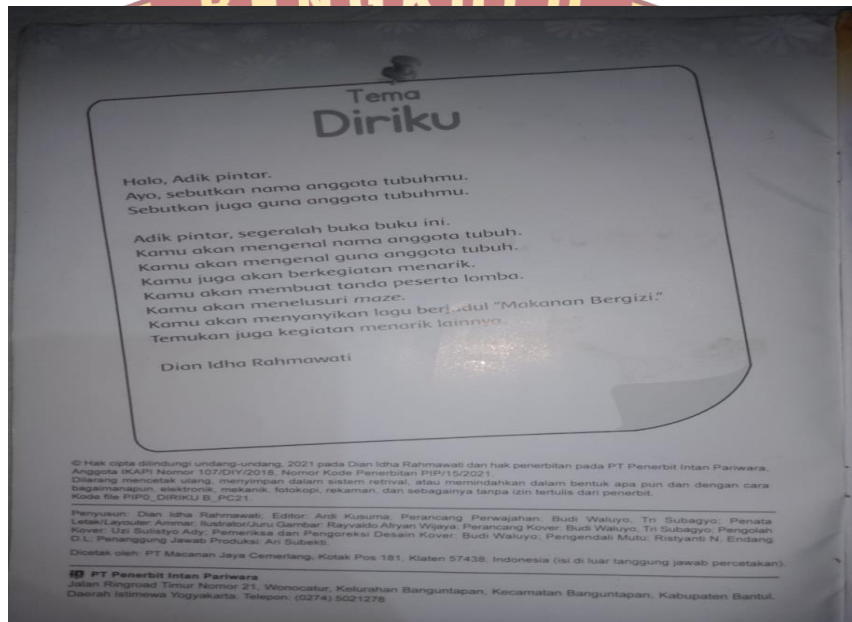 BENGKULU
Tema
Diriku
Halo, Adik pintar.
Ayo, sebutkan nama anggota tubuhmu.
Sebutkan juga guna anggota tubuhmu.
Adik pintar, segeralah buka buku ini.
Kamu akan mengenal nama anggota tubuh.
Kamu akan mengenal guna anggota tubuh.
Kamu juga akan berkegiatan menarik.
Kamu akan membuat tanda peserta lomba.
Kamu akan menelusuri maze.
Kamu akan menyanyikan lagu berjudul “Makanan Bergizi.”
Temukan juga kegiatan menarik lainnya.
Dian Idha Rahmawati
© Hak cipta dilindungi undang-undang, 2021 pada Dian Idha Rahmawati dan hak penerbitan pada PT Penerbit Intan Pariwara,
Anggota IKAPI Nomor 107/DIY/2018, Nomor Kode Penerbitan PIP/15/2021.
Dilarang mencetak ulang, menyimpan dalam sistem retrival, atau memindahkan dalam bentuk apa pun dan dengan cara
bagaimanapun, elektronik, mekanik, fotokopi, rekaman, dan sebagainya tanpa izin tertulis dari penerbit.
Kode file PIP0_DIRIKU B_PC21
Penyusun: Dian Idha Rahmawati; Editor: Ardi Kusuma; Perancang Perwajahan: Budi Waluyo, Tri Subagyo; Penata
Letak/Layouter: Ammar; Ilustrator/Juru Gambar: Rayvaldo Afryan Wijaya; Perancang Kover: Budi Waluyo, Tri Subagyo; Pengolah
Kover: Uzi Sulistyo Ady; Pemeriksa dan Pengoreksi Desain Kover: Budi Waluyo; Pengendali Mutu: Ristyanti N, Endang
D.L; Penanggung Jawab Produksi: Ari Subekti.
Dicetak oleh: PT Macanan Jaya Cemerlang, Kotak Pos 181, Klaten 57438, Indonesia (isi di luar tanggung jawab percetakan).
PT Penerbit Intan Pariwara
Jalan Ringroad Timur Nomor 21, Wonocatur, Kelurahan Banguntapan, Kecamatan Banguntapan, Kabupaten Bantul,
Daerah Istimewa Yogyakarta. Telepon: (0274) 5021278